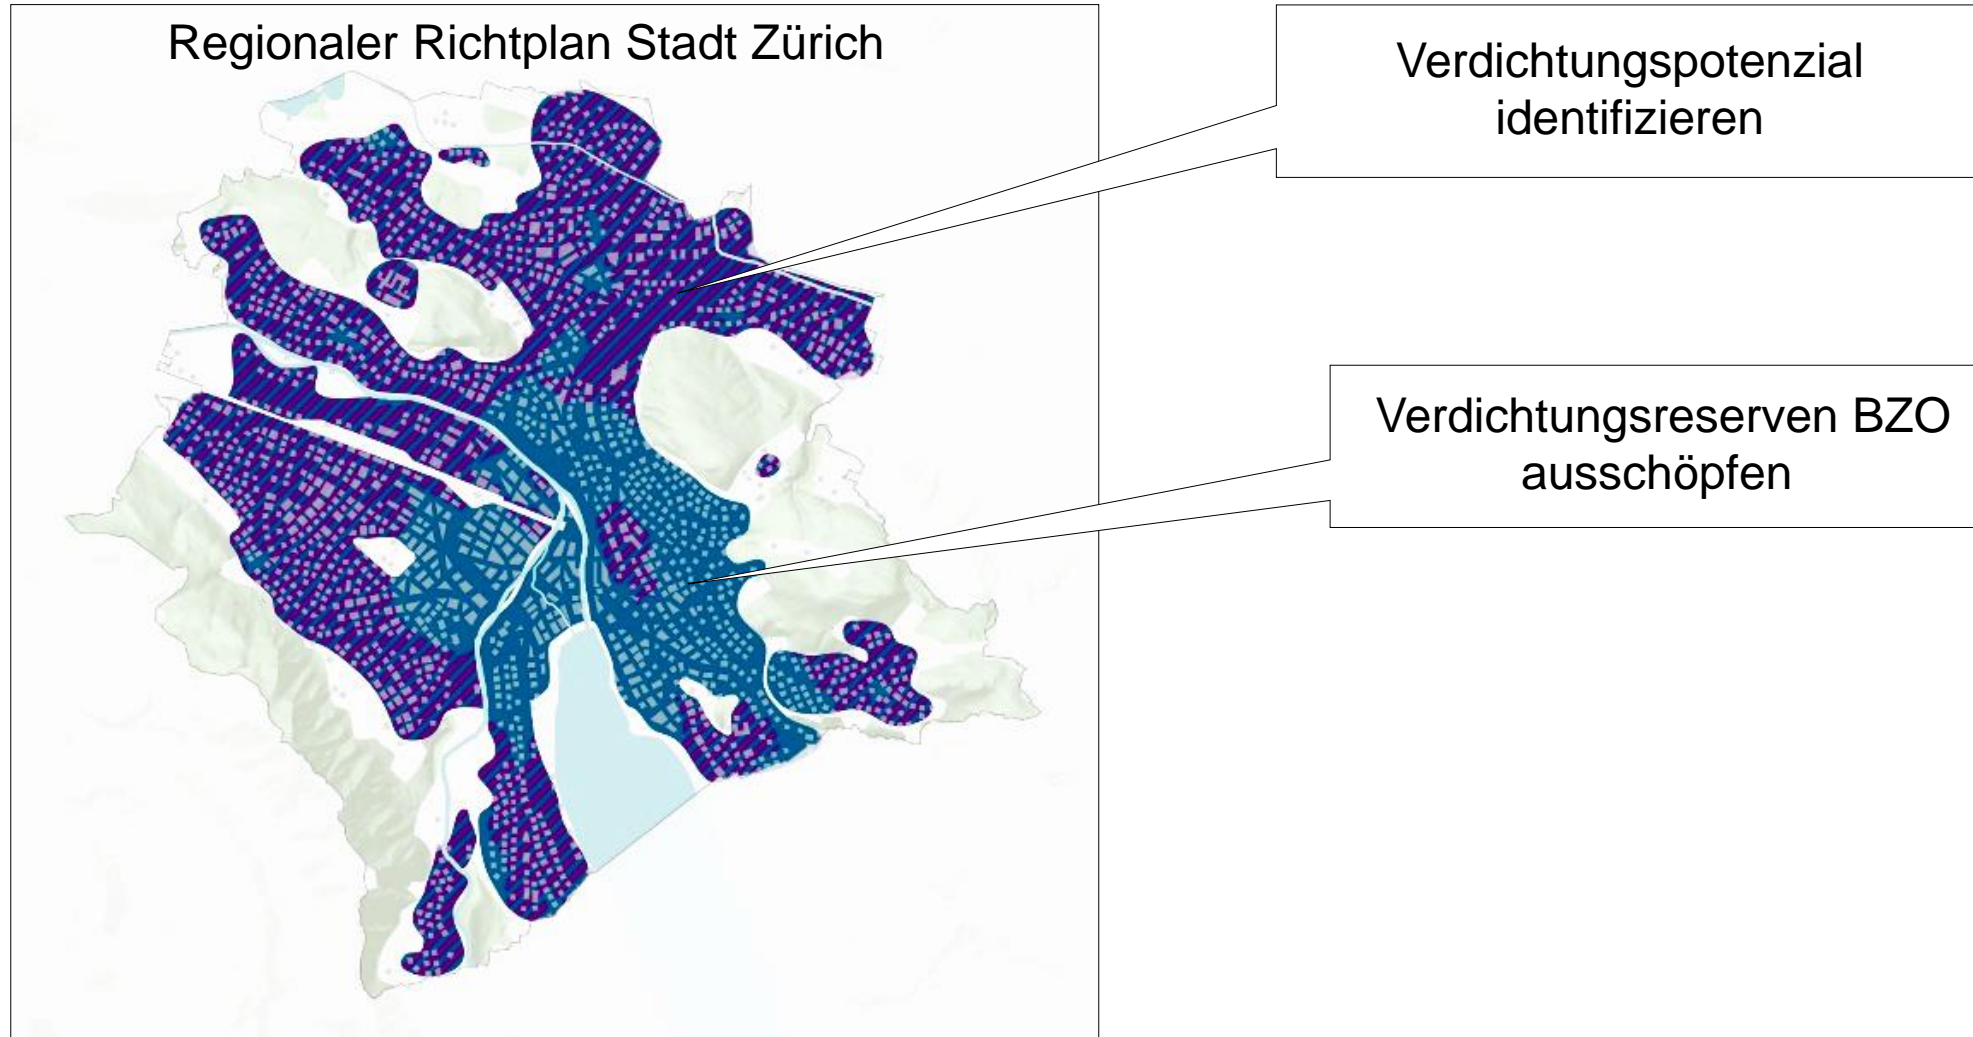 Regionaler Richtplan Stadt Zürich
Verdichtungspotenzial
identifizieren
Verdichtungsreserven BZO
ausschöpfen